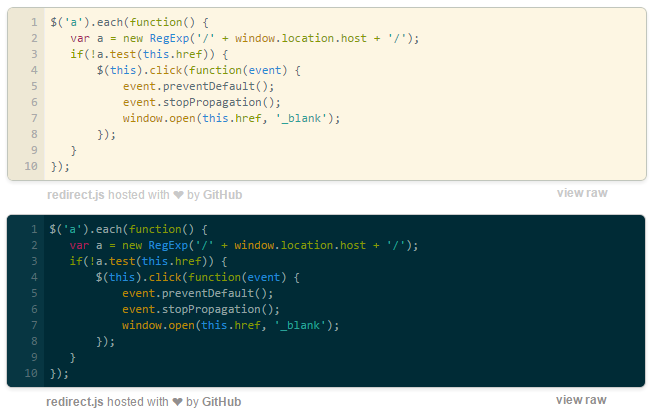 1 $('a').each(function() {
2    var a = new RegExp('/' + window.location.host + '/');
3    if(!a.test(this.href)) {
4        $(this).click(function(event) {
5            event.preventDefault();
6            event.stopPropagation();
7            window.open(this.href, '_blank');
8        });
9    }
10 });
redirect.js hosted with ❤ by GitHub view raw
1 $('a').each(function() {
2    var a = new RegExp('/' + window.location.host + '/');
3    if(!a.test(this.href)) {
4        $(this).click(function(event) {
5            event.preventDefault();
6            event.stopPropagation();
7            window.open(this.href, '_blank');
8        });
9    }
10 });
redirect.js hosted with ❤ by GitHub view raw